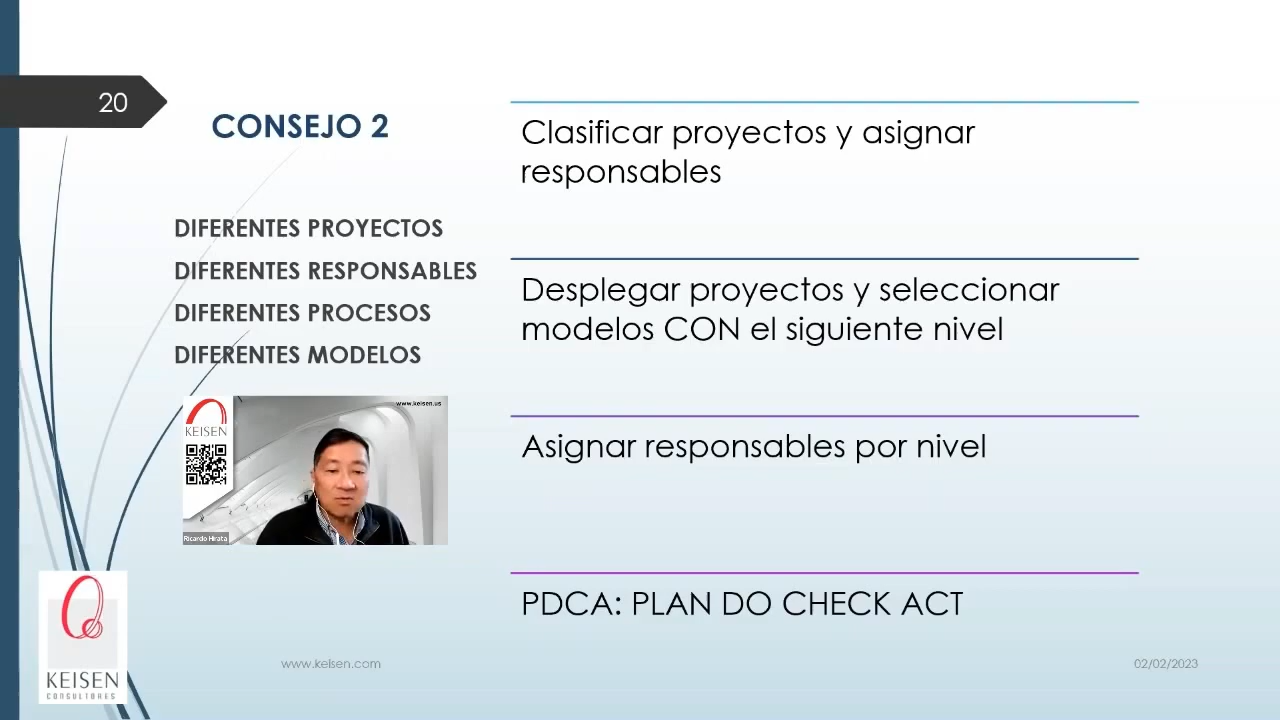 20
CONSEJO 2
DIFERENTES PROYECTOS
DIFERENTES RESPONSABLES
DIFERENTES PROCESOS
DIFERENTES MODELOS
Clasificar proyectos y asignar
responsables
Desplegar proyectos y seleccionar
modelos CON el siguiente nivel
Asignar responsables por nivel
PDCA: PLAN DO CHECK ACT
www.keisen.us
KEISEN
Ricardo Hirata
KEISEN
CONSULTORES
www.keisen.com
02/02/2023